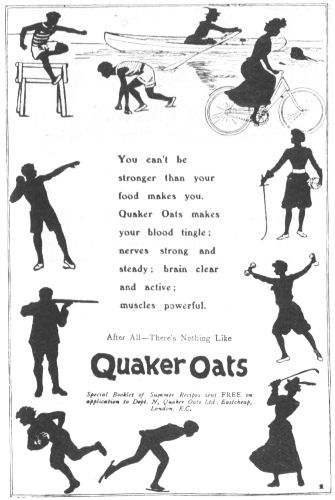 You can't be
stronger than your
food makes you.
Quaker Oats makes
your blood tingle;
nerves strong and
steady; brain clear
and active;
muscles powerful.
After All—There's Nothing Like
Quaker Oats
Special Booklet of Summer Recipes sent FREE on
application to Dept. N, Quaker Oats Ltd., Eastcheap,
London, E.C.